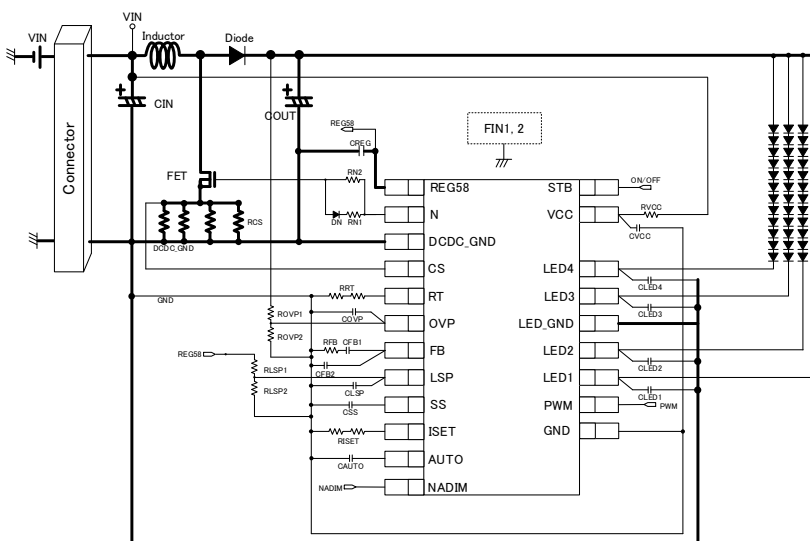 VIN
VIN
Inductor
Diode
Connector
CIN
COUT
REG58
CREG
FIN1, 2
FET
RN2
DN
RN1
RCS
DCDC_GND
REG58
STB
ON/OFF
N
VCC
RVCC
CVCC
DCDC_GND
CS
LED4
CLED4
GND
RRT
RT
LED3
CLED3
ROVP1
COVP
OVP
LED_GND
ROVP2
RFB
CFB1
FB
LED2
CLED2
REG58
CFB2
RLSP1
LSP
LED1
CLED1
RLSP2
CLSP
CSS
SS
PWM
PWM
ISET
GND
RISET
AUTO
CAUTO
NADIM
NADIM